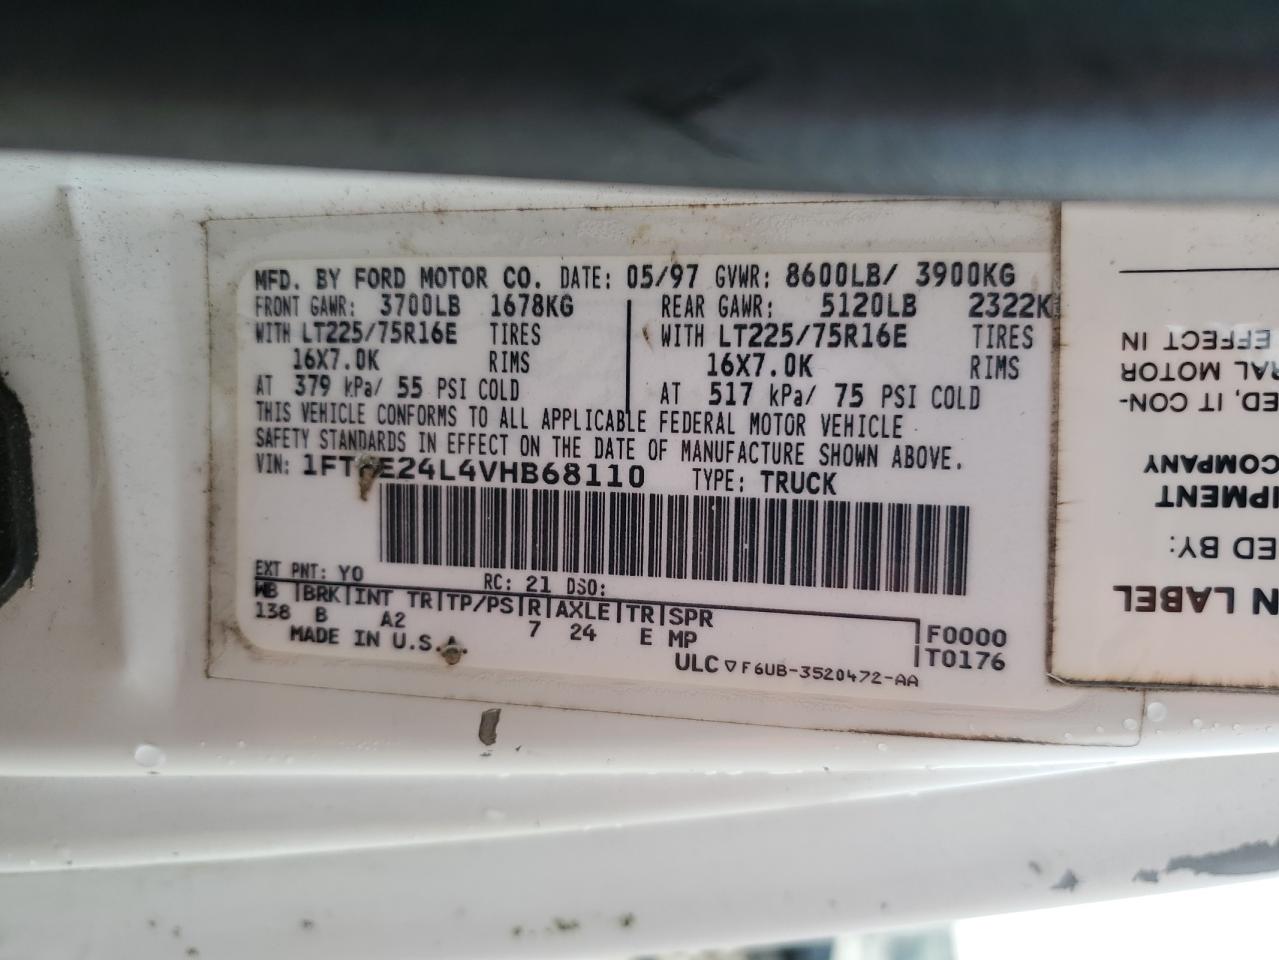 MFD. BY FORD MOTOR CO. DATE: 05/97 GVWR: 8600LB/ 3900KG
FRONT GAWR: 3700LB 1678KG
WITH LT225/75R16E TIRES
16X7.0K RIMS
AT 379 kPa/ 55 PSI COLD
REAR GAWR: 5120LB 2322K
WITH LT225/75R16E TIRES
16X7.0K RIMS
AT 517 kPa/ 75 PSI COLD
THIS VEHICLE CONFORMS TO ALL APPLICABLE FEDERAL MOTOR VEHICLE
SAFETY STANDARDS IN EFFECT ON THE DATE OF MANUFACTURE SHOWN ABOVE.
VIN: TYPE: TRUCK
EXT PNT: YO RC: 21 DSO:
WB BRK INT TR TP/PS R AXLE TR SPR
138 B A2 7 24 E MP
F0000
T0176
MADE IN U.S.A.
ULC ▽F6UB-3520472-AA
N LABEL
ED BY:
IPMENT
COMPANY
ED, IT CON-
RAL MOTOR
EFFECT IN